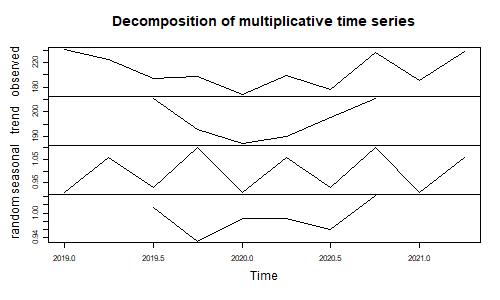 Decomposition of multiplicative time series
observed
220
180
trend
200
190
seasonal
1.05
0.95
random
1.00
0.94
2019.0 2019.5 2020.0 2020.5 2021.0
Time